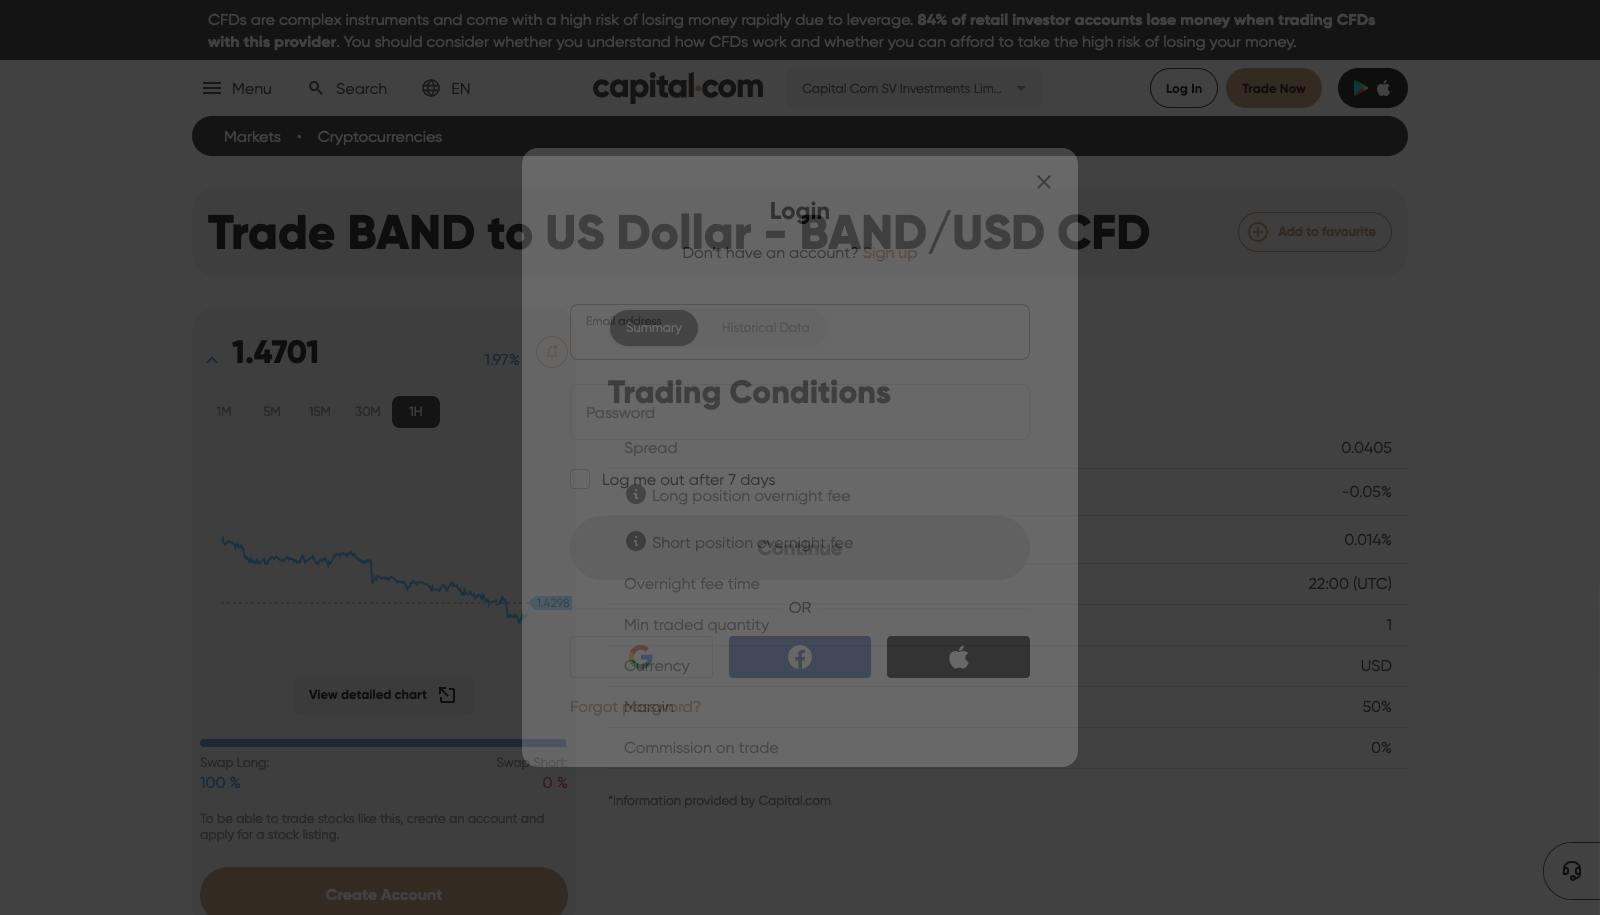 CFDs are complex instruments and come with a high risk of losing money rapidly due to leverage. 84% of retail investor accounts lose money when trading CFDs
with this provider. You should consider whether you understand how CFDs work and whether you can afford to take the high risk of losing your money.
Menu
Search
EN
capital.com
Capital Com SV Investments Lim...
Log In
Trade Now
Markets • Cryptocurrencies
Login
Trade BAND to US Dollar - BAND/USD CFD
Add to favourite
Don't have an account? Sign up
Email address
Summary
Historical Data
1.4701
1.97%
1M
5M
15M
30M
1H
1.4298
View detailed chart
Swap Long:
Swap Short:
100 %
0 %
To be able to trade stocks like this, create an account and
apply for a stock listing.
Create Account
Trading Conditions
Password
Spread 0.0405
Log me out after 7 days
Long position overnight fee -0.05%
Short position overnight fee 0.014%
Continue
Overnight fee time 22:00 (UTC)
OR
Min traded quantity 1
Currency USD
Forgot password?
Margin 50%
Commission on trade 0%
*Information provided by Capital.com